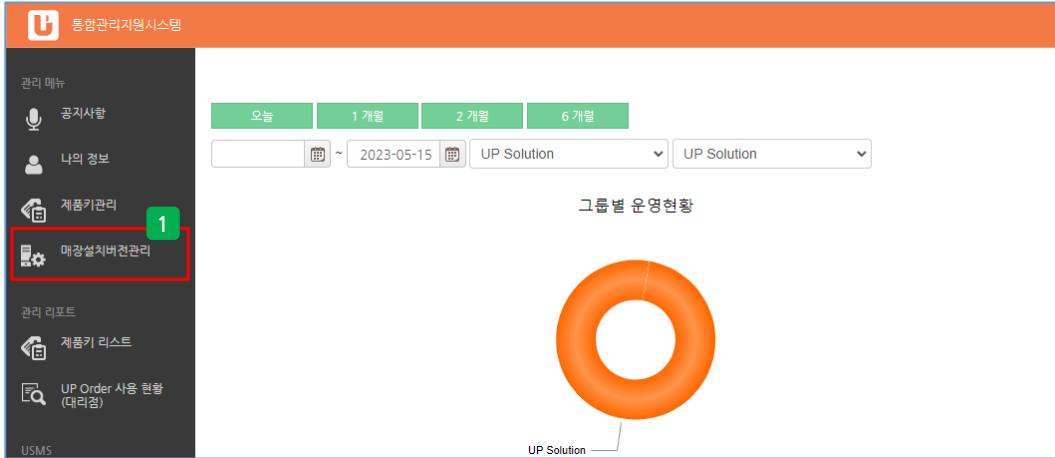 통합관리지원시스템
관리 메뉴
공지사항
나의 정보
제품키관리
1
매장설치버전관리
관리 리포트
제품키 리스트
UP Order 사용 현황
(대리점)
USMS
오늘 1 개월 2 개월 6 개월
~ 2023-05-15 UP Solution UP Solution
그룹별 운영현황
UP Solution